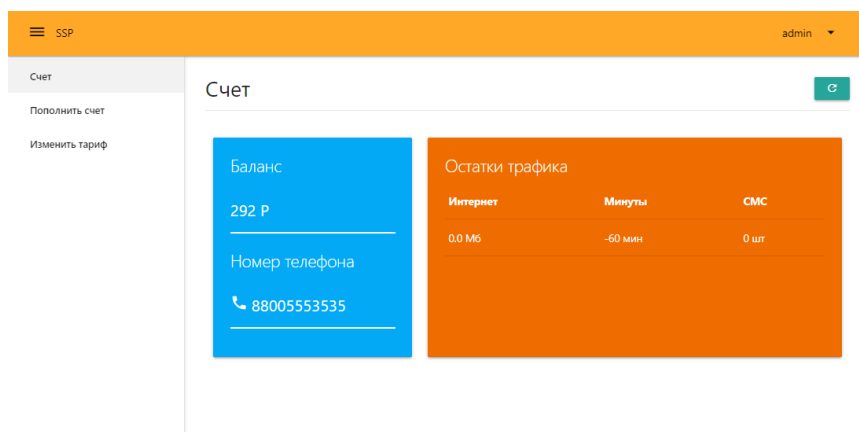 SSP
admin
Счет
Пополнить счет
Изменить тариф
Счет
Баланс
292 Р
Номер телефона
88005553535
Остатки трафика
Интернет Минуты СМС
0.0 Мб -60 мин 0 шт